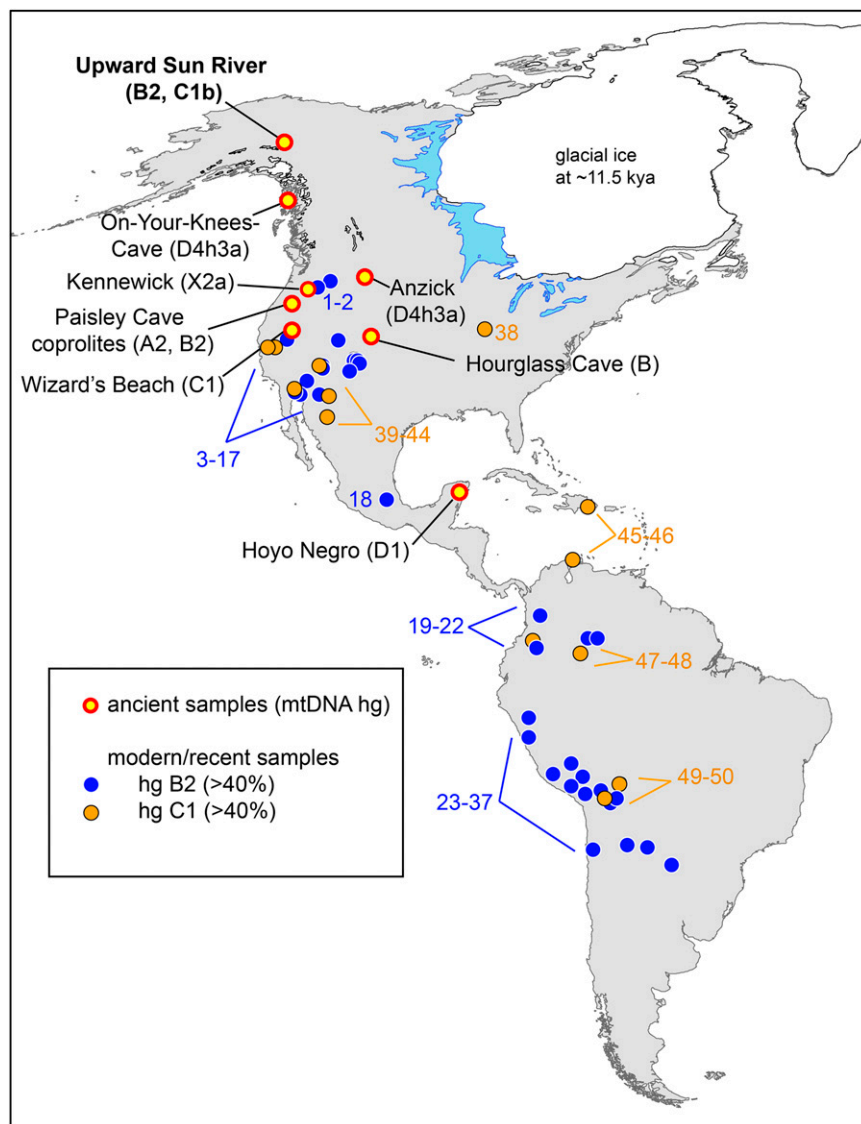 Upward Sun River
(B2, C1b)
glacial ice
at ~11.5 kya
On-Your-Knees-
Cave (D4h3a)
Kennewick (X2a)
1-2
Anzick
(D4h3a)
Paisley Cave
coprolites (A2, B2)
38
Hourglass Cave (B)
Wizard's Beach (C1)
3-17
39-44
18
Hoyo Negro (D1)
45-46
19-22
47-48
ancient samples (mtDNA hg)
modern/recent samples
hg B2 (>40%)
hg C1 (>40%)
49-50
23-37